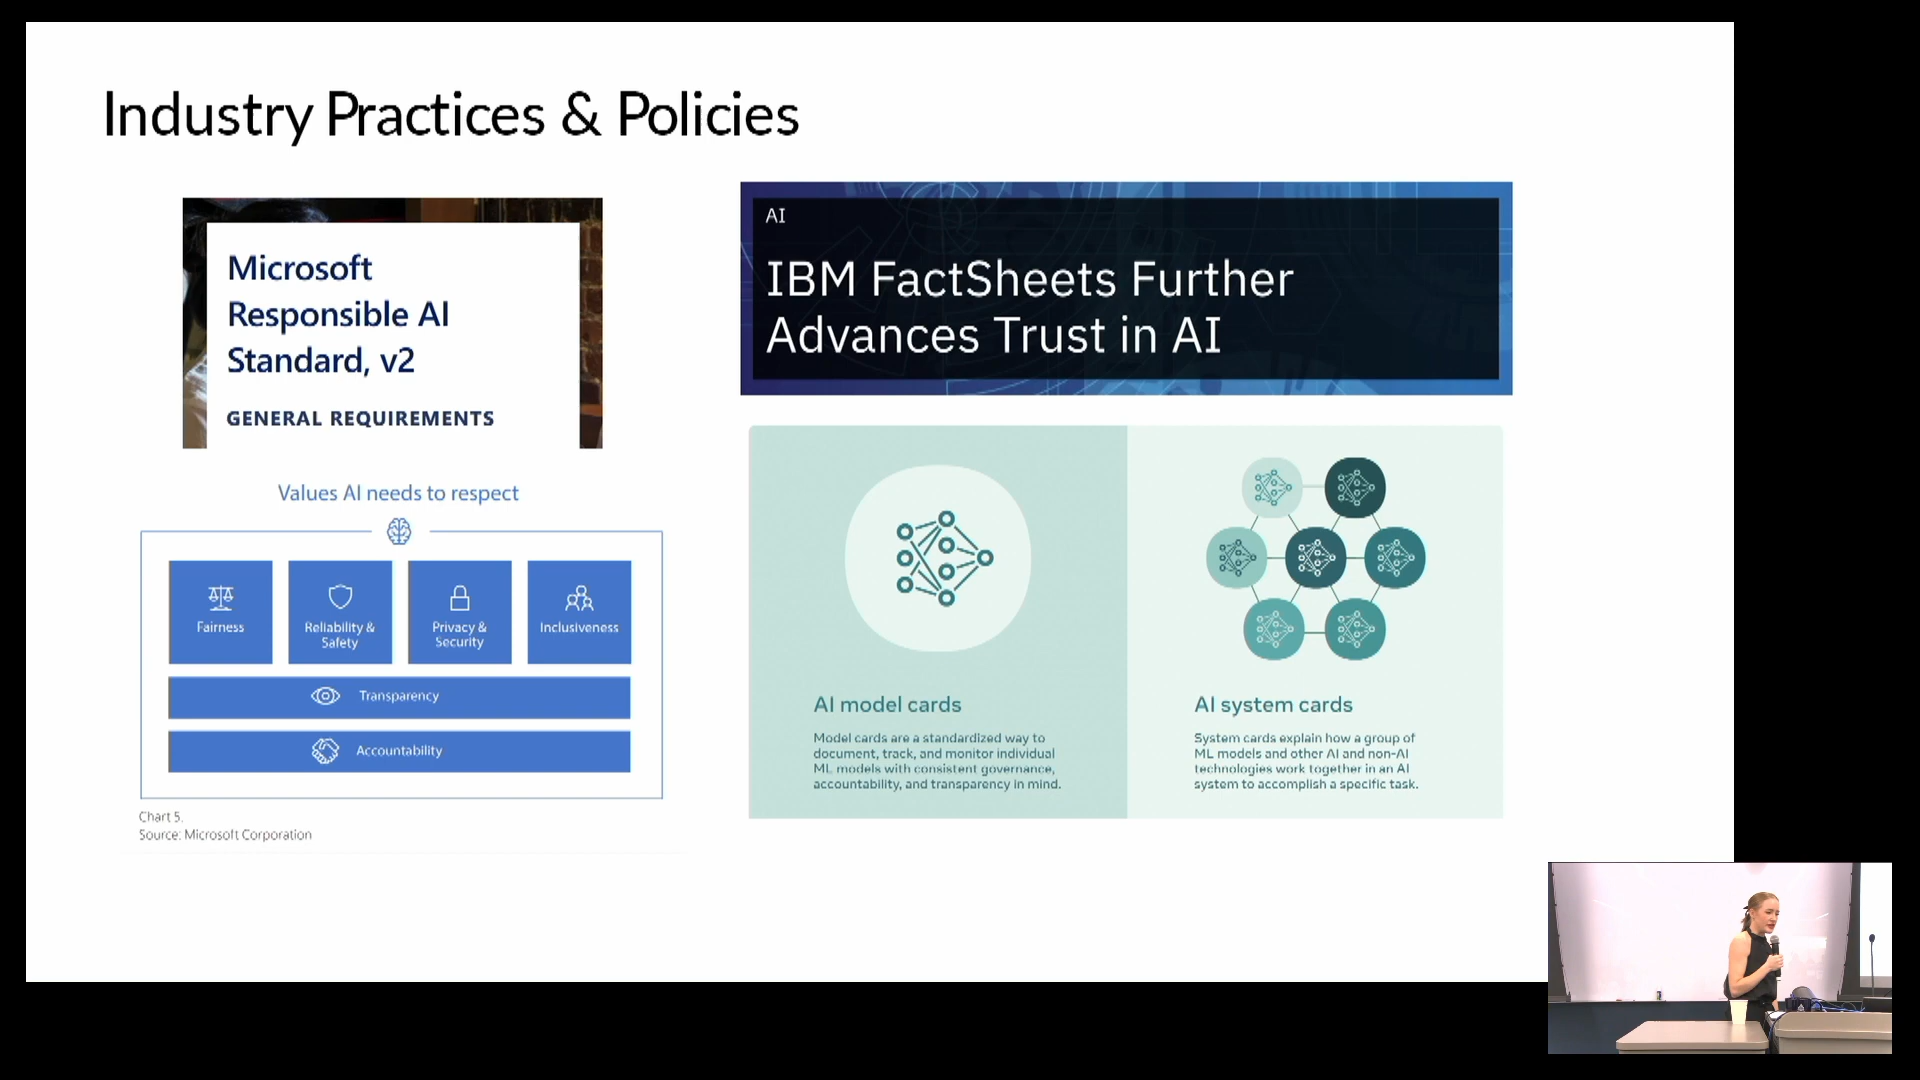 Industry Practices & Policies
Microsoft
Responsible AI
Standard, v2
GENERAL REQUIREMENTS
Values AI needs to respect
Fairness
Reliability &
Safety
Privacy &
Security
Inclusiveness
Transparency
Accountability
Chart 5.
Source: Microsoft Corporation
AI
IBM FactSheets Further
Advances Trust in AI
AI model cards
Model cards are a standardized way to
document, track, and monitor individual
ML models with consistent governance,
accountability, and transparency in mind.
AI system cards
System cards explain how a group of
ML models and other AI and non-AI
technologies work together in an AI
system to accomplish a specific task.